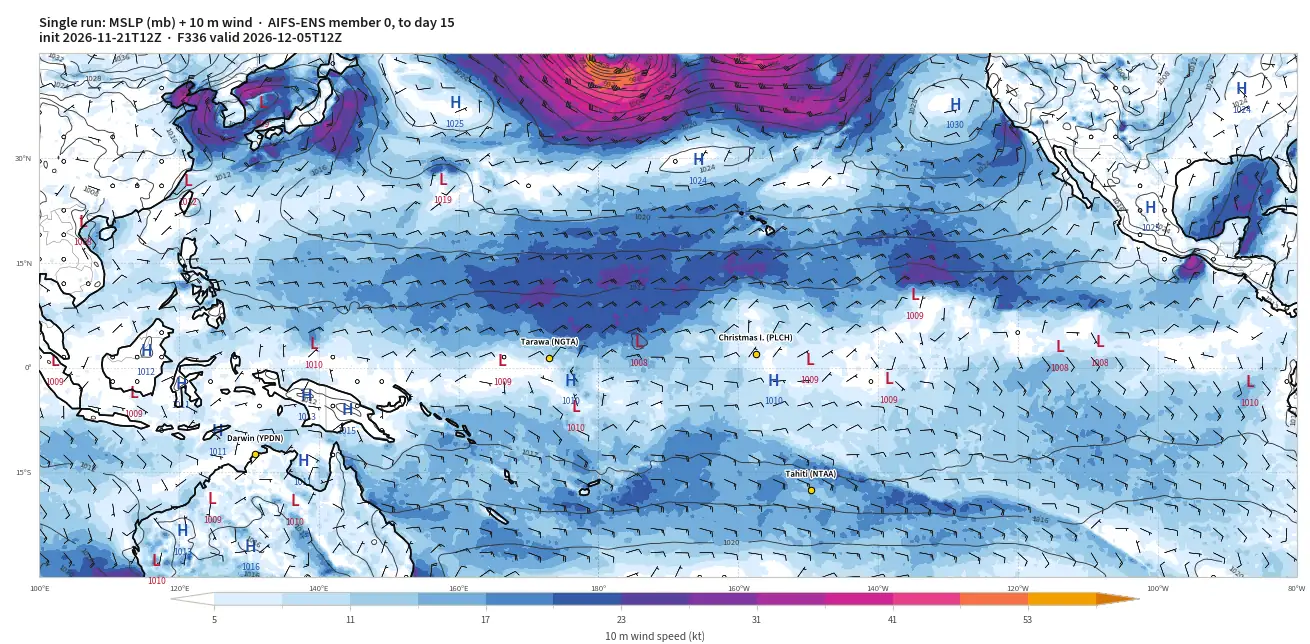 Single run: MSLP (mb) + 10 m wind · AIFS-ENS member 0, to day 15
init 2026-11-21T12Z · F336 valid 2026-12-05T12Z
H
1025
H
1030
H
1024
L
30°N
H
1024
L
1019
L
L
H
1025
15°N
L
1009
Tarawa (NGTA)
Christmas I. (PLCH)
L
1010
L
1008
L
1008
L
1008
H
1012
L
1009
0°
L
1009
L
1009
H
H
1010
L
1009
L
1010
L
1009
H
1013
H
1015
L
1010
H
1011
Darwin (YPDN)
H
15°S
Tahiti (NTAA)
L
1009
L
1010
H
1013
H
1016
1016
1020
L
1010
100°E
120°E
140°E
160°E
180°
160°W
140°W
120°W
100°W
80°W
5
11
17
23
31
41
53
10 m wind speed (kt)